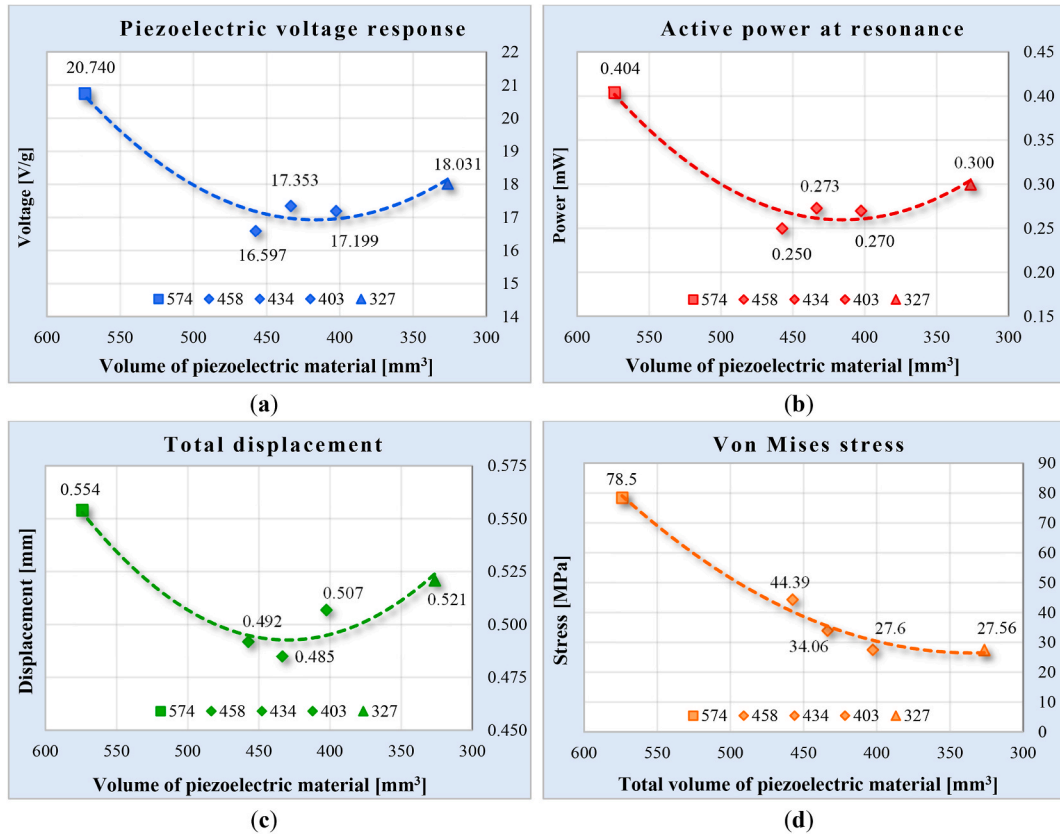 Piezoelectric voltage response
Voltage [V/g]
22
21
20
19
18
17
16
15
14
20.740
16.597
17.353
17.199
18.031
574 458 434 403 327
600 550 500 450 400 350 300
Volume of piezoelectric material [mm³]
(a)
Active power at resonance
Power [mW]
0.45
0.40
0.35
0.30
0.25
0.20
0.15
0.404
0.250
0.273
0.270
0.300
574 458 434 403 327
600 550 500 450 400 350 300
Volume of piezoelectric material [mm³]
(b)
Total displacement
Displacement [mm]
0.575
0.550
0.525
0.500
0.475
0.450
0.554
0.492
0.485
0.507
0.521
574 458 434 403 327
600 550 500 450 400 350 300
Volume of piezoelectric material [mm³]
(c)
Von Mises stress
Stress [MPa]
90
80
70
60
50
40
30
20
10
0
78.5
44.39
34.06
27.6
27.56
574 458 434 403 327
600 550 500 450 400 350 300
Total volume of piezoelectric material [mm³]
(d)